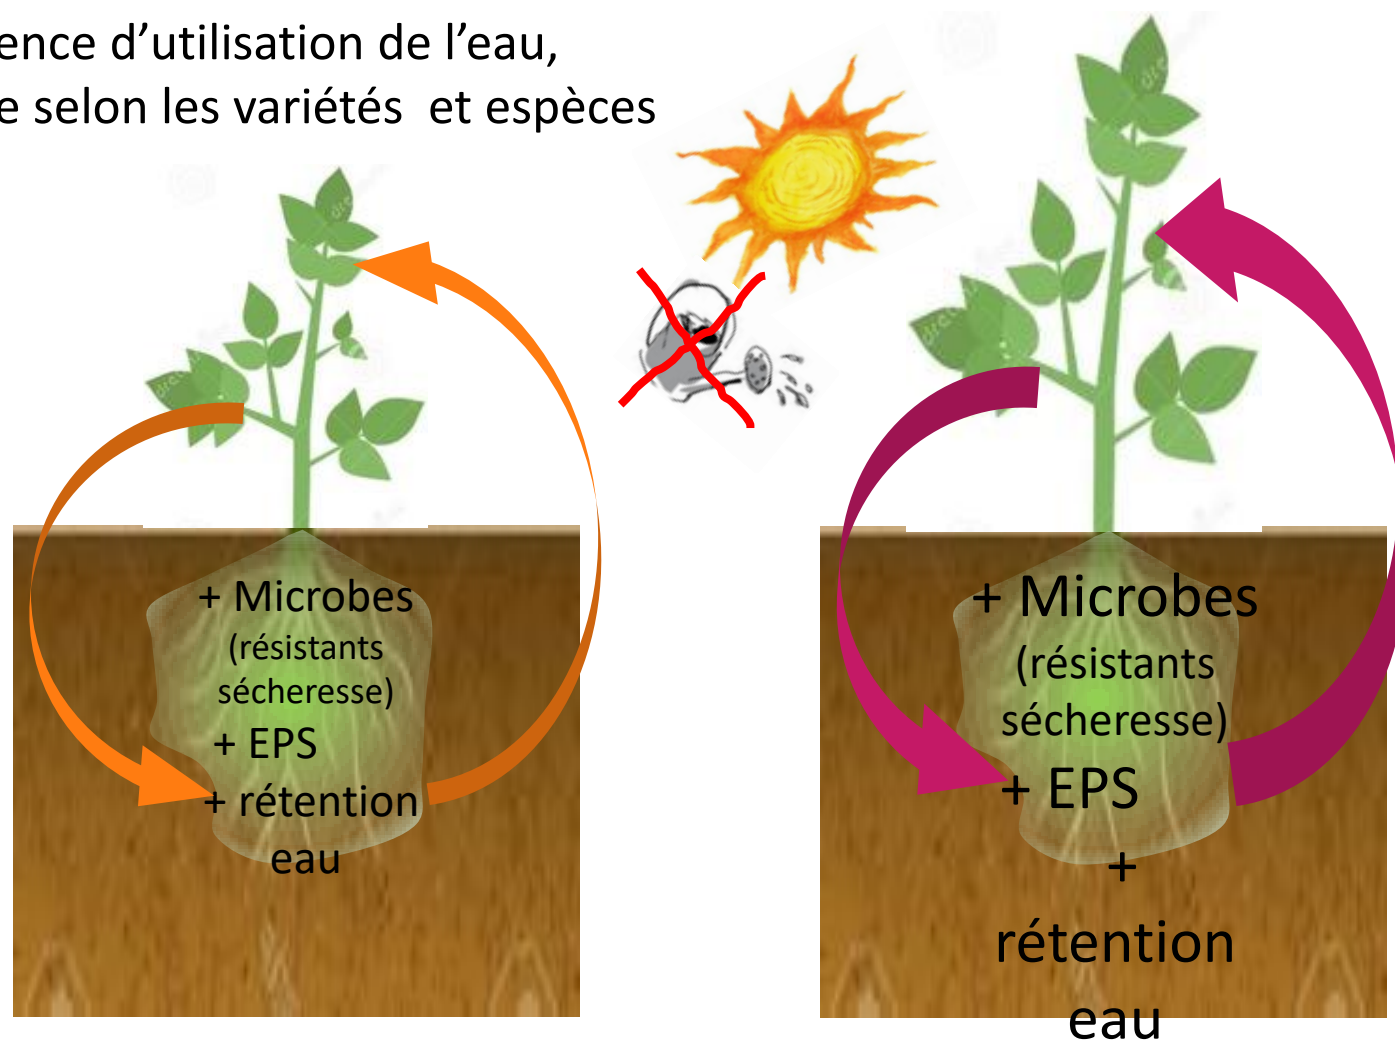 ence d’utilisation de l’eau,
e selon les variétés et espèces
+ Microbes
(résistants
sécheresse)
+ EPS
+ rétention
eau
+ Microbes
(résistants
sécheresse)
+ EPS
+
rétention
eau